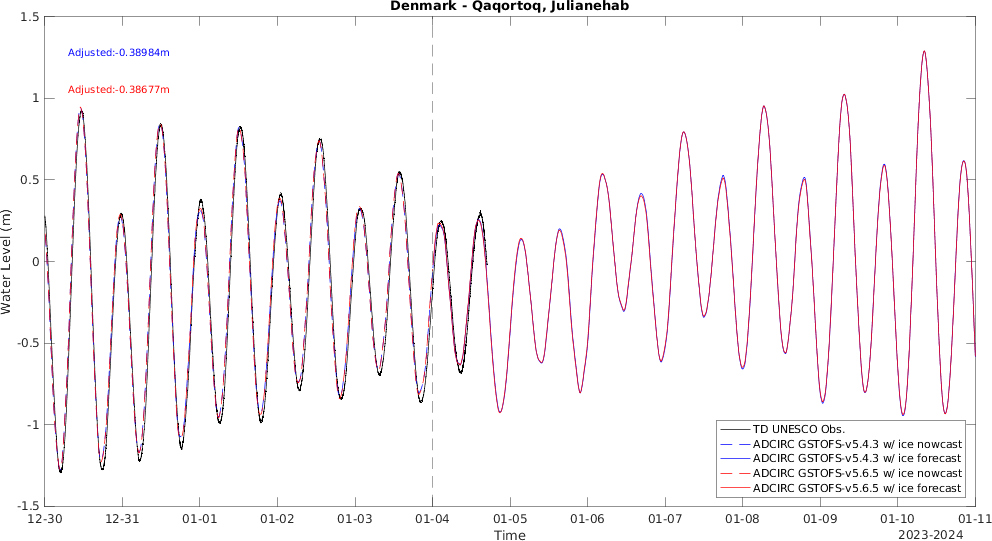 Denmark - Qaqortoq, Julianehab
Adjusted:-0.38984m
Adjusted:-0.38677m
Water Level (m)
1.5
1
0.5
0
-0.5
-1
-1.5
TD UNESCO Obs.
ADCIRC GSTOFS-v5.4.3 w/ ice nowcast
ADCIRC GSTOFS-v5.4.3 w/ ice forecast
ADCIRC GSTOFS-v5.6.5 w/ ice nowcast
ADCIRC GSTOFS-v5.6.5 w/ ice forecast
12-30 12-31 01-01 01-02 01-03 01-04 01-05 01-06 01-07 01-08 01-09 01-10 01-11
Time
2023-2024